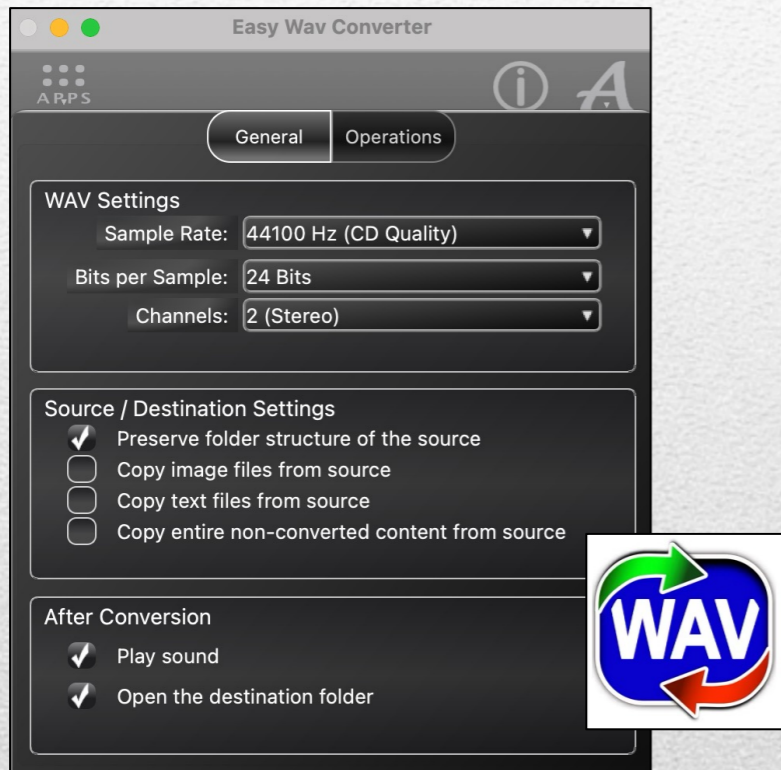 Easy Wav Converter
APPS
General Operations
WAV Settings
Sample Rate: 44100 Hz (CD Quality)
Bits per Sample: 24 Bits
Channels: 2 (Stereo)
Source / Destination Settings
Preserve folder structure of the source
Copy image files from source
Copy text files from source
Copy entire non-converted content from source
After Conversion
Play sound
Open the destination folder
WAV